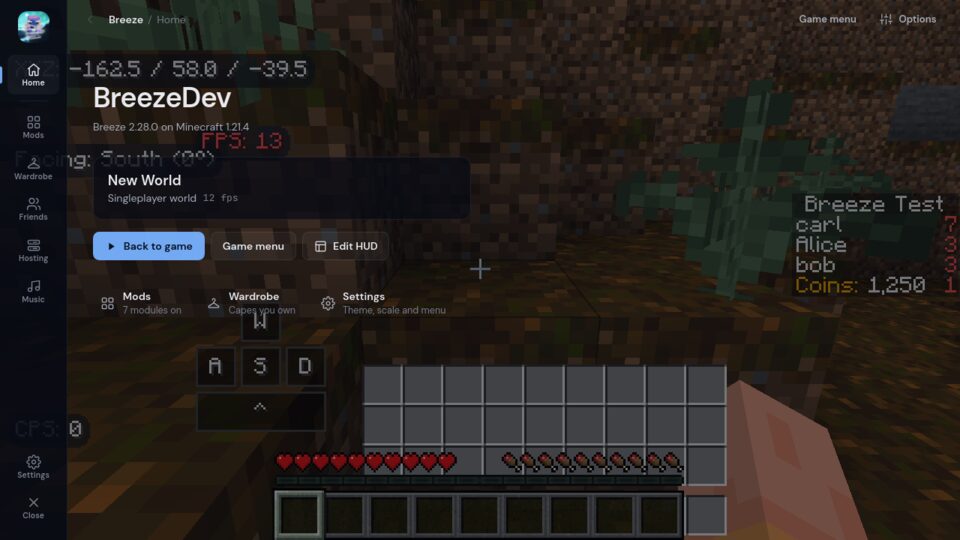 Breeze / Home
Game menu
Options
XYZ: -162.5 / 58.0 / -39.5
Home
BreezeDev
Breeze 2.28.0 on Minecraft 1.21.4
Mods
FPS: 13
Facing: South (0°)
Wardrobe
New World
Singleplayer world 12 fps
Friends
Breeze Test
carl 7
Alice 3
bob 3
Coins: 1,250 1
Back to game
Game menu
Edit HUD
Hosting
Music
Mods
7 modules on
Wardrobe
Capes you own
Settings
Theme, scale and menu
W
A S D
^
CPS: 0
Settings
Close